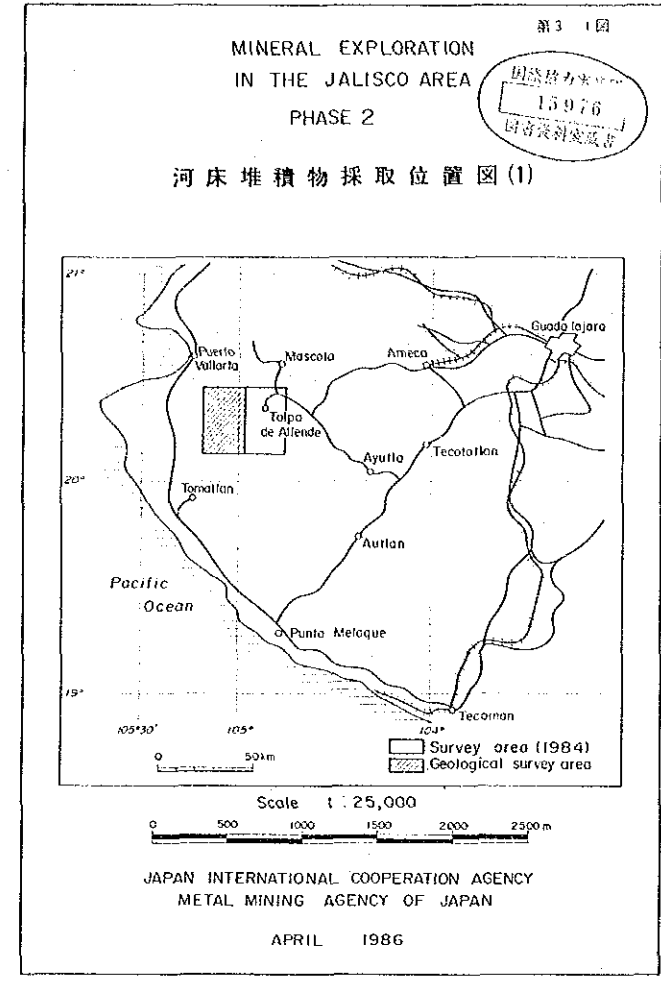 第3 1図
MINERAL EXPLORATION
IN THE JALISCO AREA
PHASE 2
15976
河床堆積物採取位置図(1)
21°
Guadalajara
Puerto
Vallarta
Mascota
Ameca
Talpa
de Allende
Ayutla
Tecolotlan
20°
Tomatlan
Autlan
Pacific
Ocean
Punta Melaque
19°
Tecoman
105°30'
105°
104°
Survey area (1984)
Geological survey area
0
50km
Scale 1:25,000
0 500 1000 1500 2000 2500m
JAPAN INTERNATIONAL COOPERATION AGENCY
METAL MINING AGENCY OF JAPAN
APRIL 1986